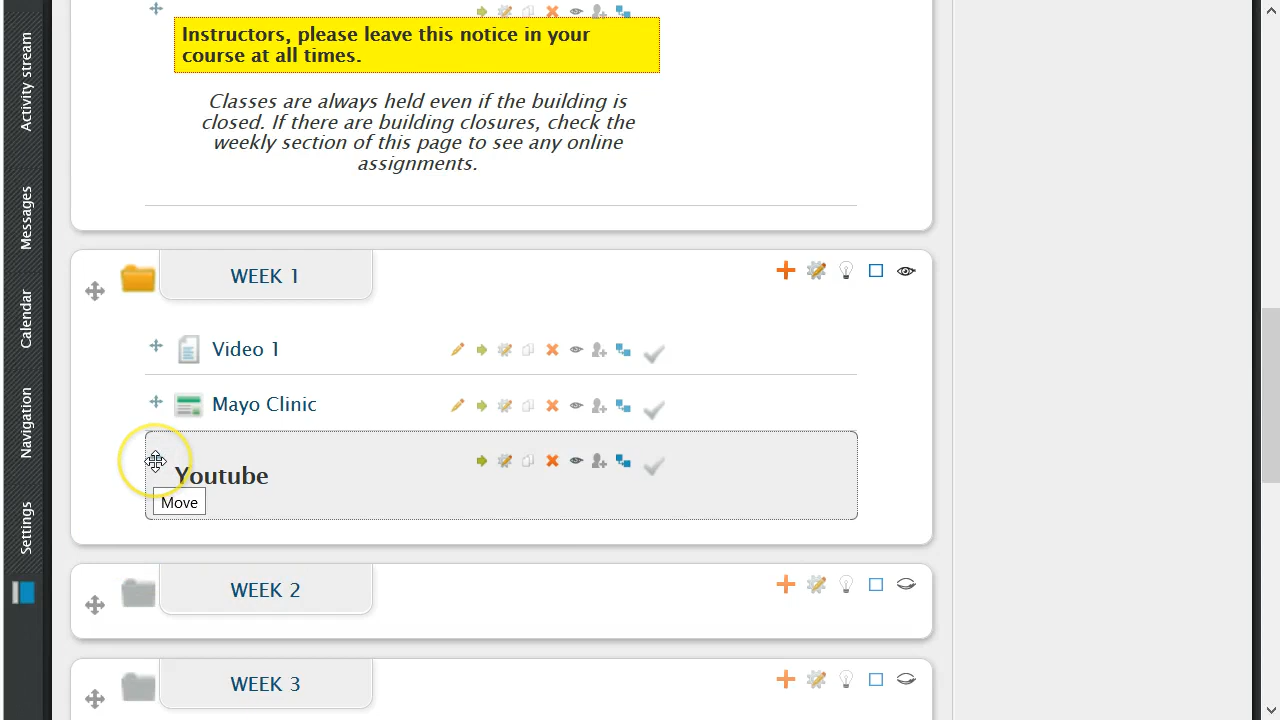 Activity stream
Messages
Calendar
Navigation
Settings
Instructors, please leave this notice in your
course at all times.
Classes are always held even if the building is
closed. If there are building closures, check the
weekly section of this page to see any online
assignments.
WEEK 1
Video 1
Mayo Clinic
Youtube
Move
WEEK 2
WEEK 3